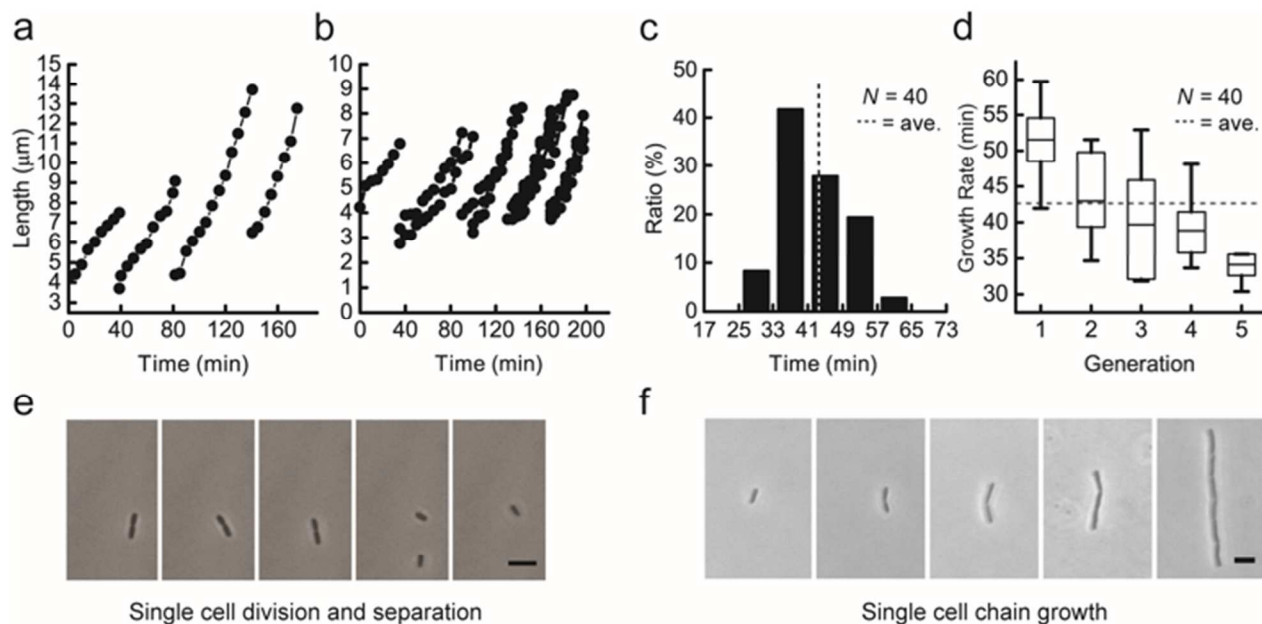 a
15
14
13
12
11
10
9
8
7
6
5
4
3
Length (μm)
0 40 80 120 160
Time (min)
b
10
9
8
7
6
5
4
3
2
1
0
0 40 80 120 160 200
Time (min)
c
50
40
30
20
10
0
Ratio (%)
N = 40
= ave.
17 25 33 41 49 57 65 73
Time (min)
d
60
55
50
45
40
35
30
Growth Rate (min)
N = 40
= ave.
1 2 3 4 5
Generation
e
Single cell division and separation
f
Single cell chain growth